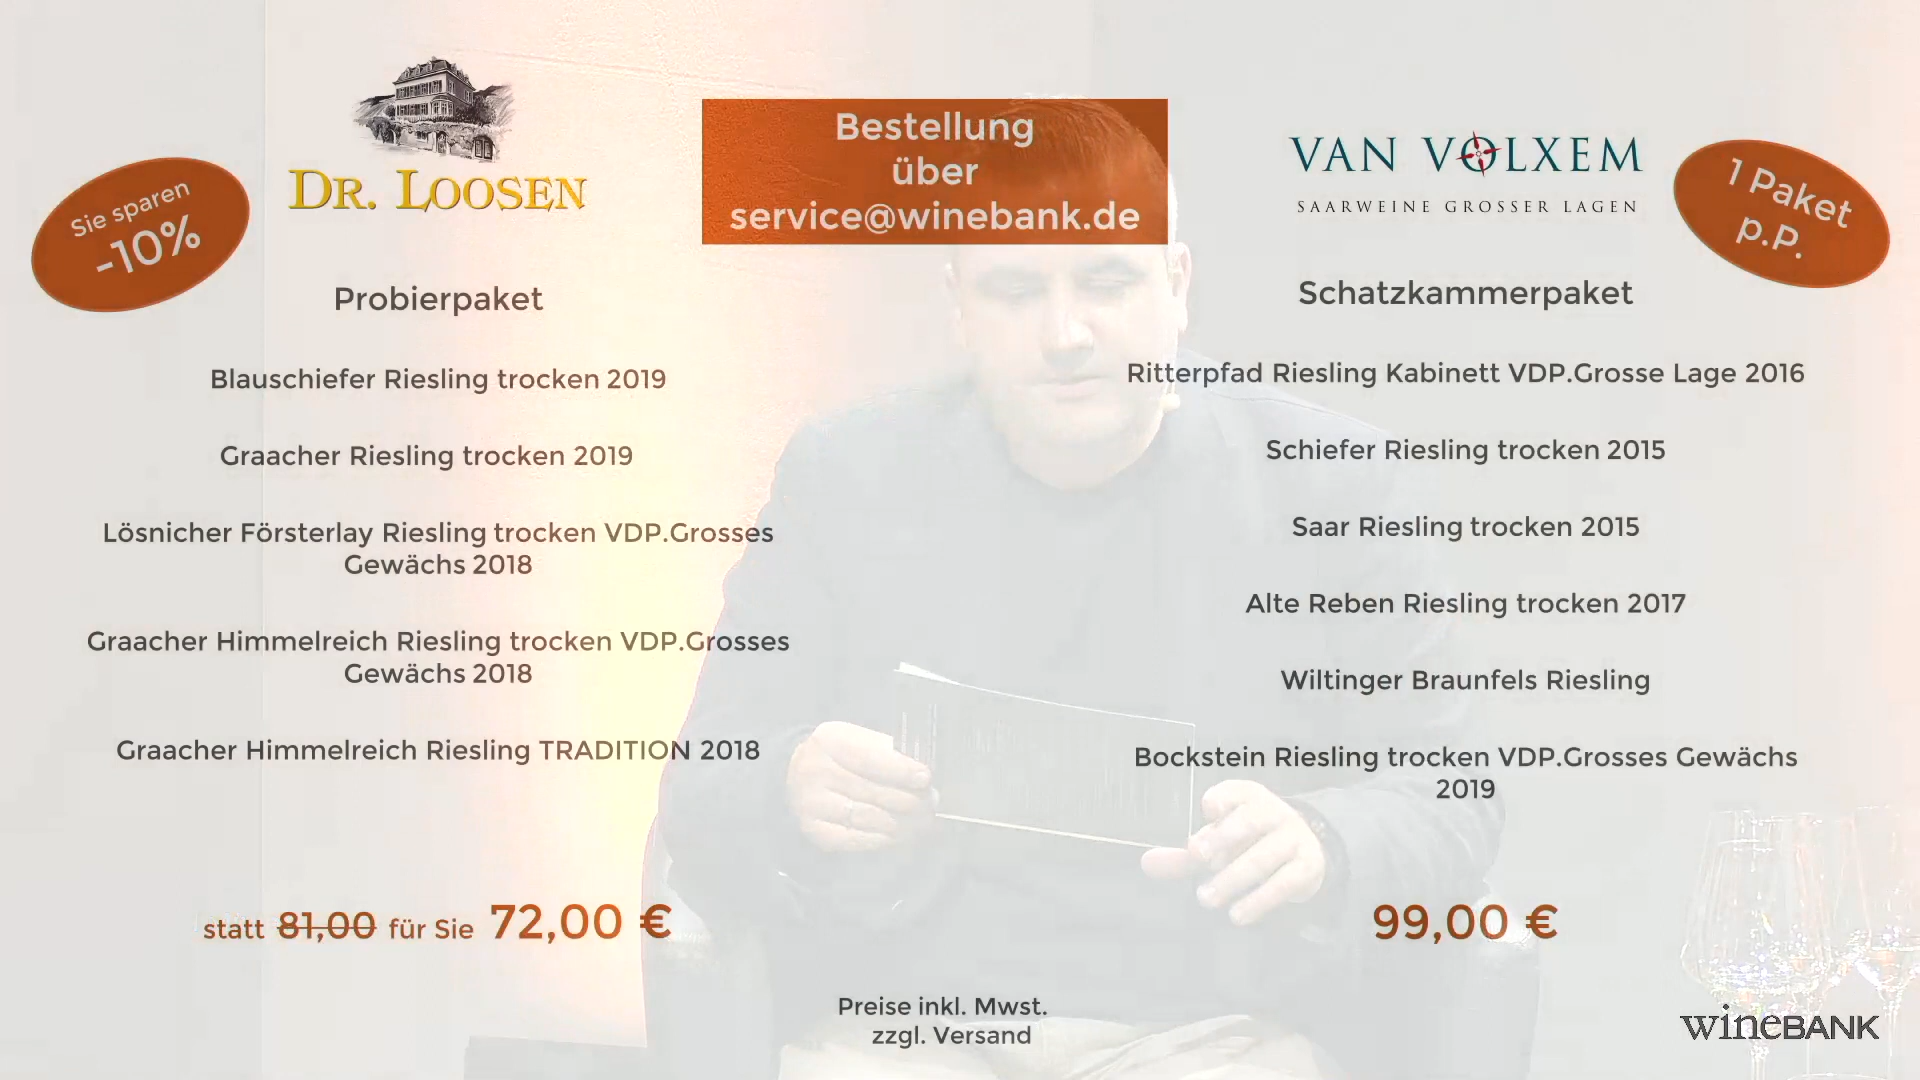 Sie sparen
-10%
DR. LOOSEN
Probierpaket
Blauschiefer Riesling trocken 2019
Graacher Riesling trocken 2019
Lösnicher Försterlay Riesling trocken VDP.Grosses
Gewächs 2018
Graacher Himmelreich Riesling trocken VDP.Grosses
Gewächs 2018
Graacher Himmelreich Riesling TRADITION 2018
statt 81,00 für Sie 72,00 €
Bestellung
über
service@winebank.de
VAN VOLXEM
SAARWEINE GROSSER LAGEN
1 Paket
p.P.
Schatzkammerpaket
Ritterpfad Riesling Kabinett VDP.Grosse Lage 2016
Schiefer Riesling trocken 2015
Saar Riesling trocken 2015
Alte Reben Riesling trocken 2017
Wiltinger Braunfels Riesling
Bockstein Riesling trocken VDP.Grosses Gewächs
2019
99,00 €
Preise inkl. Mwst.
zzgl. Versand
wineBANK